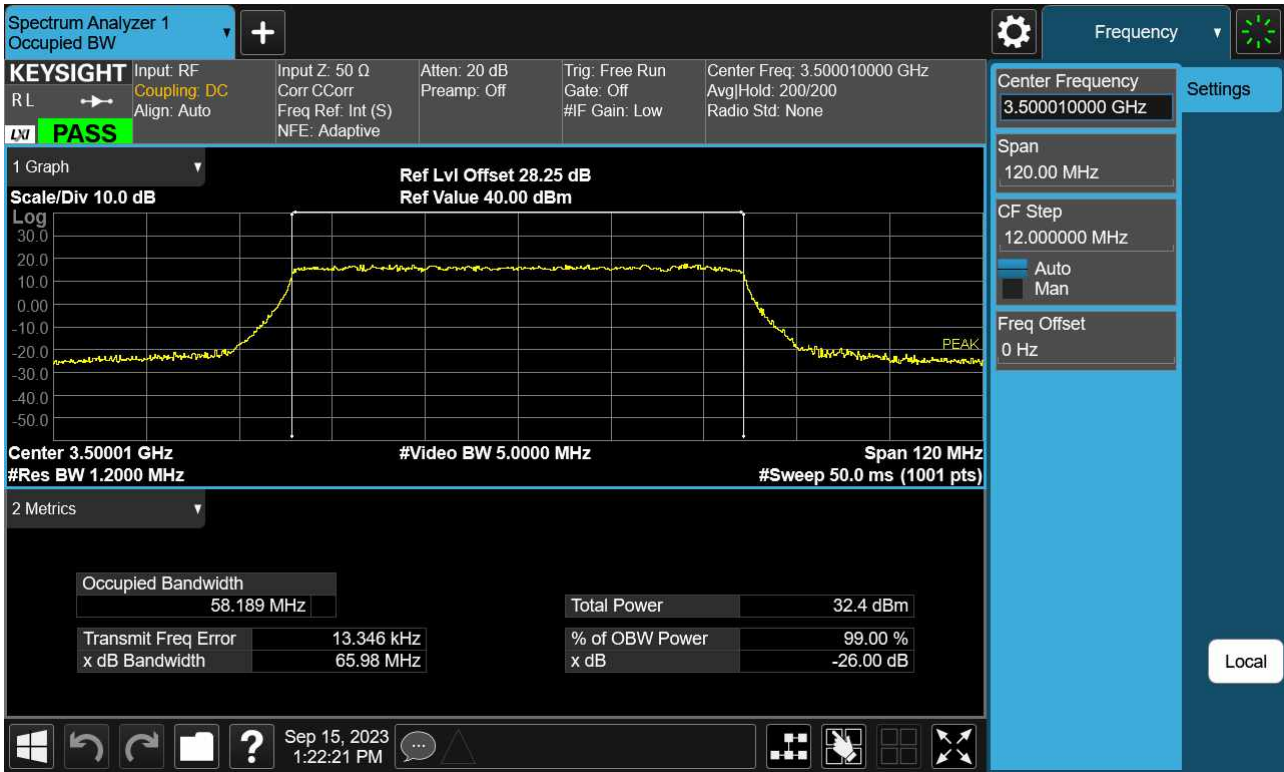 Spectrum Analyzer 1
Occupied BW
Frequency
KEYSIGHT
RL
LXI PASS
Input: RF
Coupling: DC
Align: Auto
Input Z: 50 Ω
Corr CCorr
Freq Ref: Int (S)
NFE: Adaptive
Atten: 20 dB
Preamp: Off
Trig: Free Run
Gate: Off
#IF Gain: Low
Center Freq: 3.500010000 GHz
Avg|Hold: 200/200
Radio Std: None
Center Frequency
3.500010000 GHz
Settings
Span
120.00 MHz
CF Step
12.000000 MHz
Auto
Man
Freq Offset
0 Hz
1 Graph
Ref Lvl Offset 28.25 dB
Scale/Div 10.0 dB
Ref Value 40.00 dBm
Log
30.0
20.0
10.0
0.00
-10.0
-20.0
-30.0
-40.0
-50.0
PEAK
Center 3.50001 GHz
#Video BW 5.0000 MHz
Span 120 MHz
#Res BW 1.2000 MHz
#Sweep 50.0 ms (1001 pts)
2 Metrics
Occupied Bandwidth
58.189 MHz
Total Power 32.4 dBm
Transmit Freq Error 13.346 kHz
% of OBW Power 99.00 %
x dB Bandwidth 65.98 MHz
x dB -26.00 dB
Local
?
Sep 15, 2023
1:22:21 PM